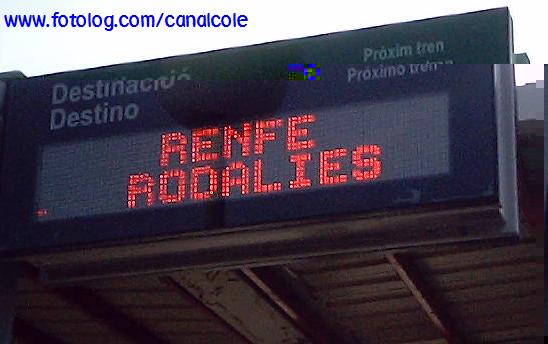 www.fotolog.com/canalcole
Destinació
Destino
Pròxim tren
Próximo tren
RENFE
RODALIES